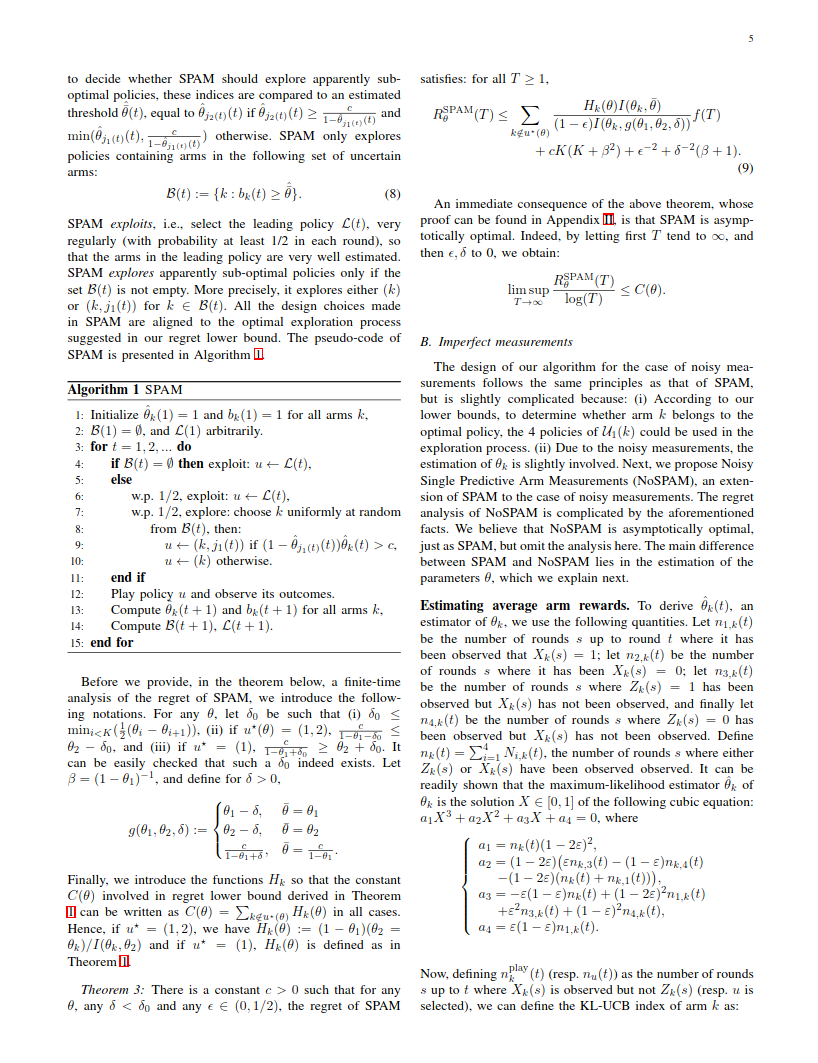 5
to decide whether SPAM should explore apparently sub-
optimal policies, these indices are compared to an estimated
threshold $\hat{\bar{\theta}}(t)$, equal to $\hat{\theta}_{j_2(t)}(t)$ if $\hat{\theta}_{j_2(t)}(t) \geq \frac{c}{1-\hat{\theta}_{j_1(t)}(t)}$ and
$\min(\hat{\theta}_{j_1(t)}(t), \frac{c}{1-\hat{\theta}_{j_1(t)}(t)})$ otherwise. SPAM only explores
policies containing arms in the following set of uncertain
arms:
$\mathcal{B}(t) := \{k : b_k(t) \geq \hat{\bar{\theta}}\}.$ (8)
SPAM exploits, i.e., select the leading policy $\mathcal{L}(t)$, very
regularly (with probability at least 1/2 in each round), so
that the arms in the leading policy are very well estimated.
SPAM explores apparently sub-optimal policies only if the
set $\mathcal{B}(t)$ is not empty. More precisely, it explores either $(k)$
or $(k, j_1(t))$ for $k \in \mathcal{B}(t)$. All the design choices made
in SPAM are aligned to the optimal exploration process
suggested in our regret lower bound. The pseudo-code of
SPAM is presented in Algorithm 1.
Algorithm 1 SPAM
1: Initialize $\hat{\theta}_k(1) = 1$ and $b_k(1) = 1$ for all arms $k$,
2: $\mathcal{B}(1) = \emptyset$, and $\mathcal{L}(1)$ arbitrarily.
3: for $t = 1, 2, ...$ do
4: if $\mathcal{B}(t) = \emptyset$ then exploit: $u \leftarrow \mathcal{L}(t)$,
5: else
6: w.p. 1/2, exploit: $u \leftarrow \mathcal{L}(t)$,
7: w.p. 1/2, explore: choose $k$ uniformly at random
8: from $\mathcal{B}(t)$, then:
9: $u \leftarrow (k, j_1(t))$ if $(1 - \hat{\theta}_{j_1(t)}(t))\hat{\theta}_k(t) > c$,
10: $u \leftarrow (k)$ otherwise.
11: end if
12: Play policy $u$ and observe its outcomes.
13: Compute $\hat{\theta}_k(t+1)$ and $b_k(t+1)$ for all arms $k$,
14: Compute $\mathcal{B}(t+1)$, $\mathcal{L}(t+1)$.
15: end for
Before we provide, in the theorem below, a finite-time
analysis of the regret of SPAM, we introduce the follow-
ing notations. For any $\theta$, let $\delta_0$ be such that (i) $\delta_0 \leq$
$\min_{i<K}(\frac{1}{2}(\theta_i - \theta_{i+1}))$, (ii) if $u^\star(\theta) = (1, 2)$, $\frac{c}{1-\theta_1-\delta_0} \leq$
$\theta_2 - \delta_0$, and (iii) if $u^\star = (1)$, $\frac{c}{1-\theta_1+\delta_0} \geq \theta_2 + \delta_0$. It
can be easily checked that such a $\delta_0$ indeed exists. Let
$\beta = (1 - \theta_1)^{-1}$, and define for $\delta > 0$,
$g(\theta_1, \theta_2, \delta) := \begin{cases} \theta_1 - \delta, & \bar{\theta} = \theta_1 \\ \theta_2 - \delta, & \bar{\theta} = \theta_2 \\ \frac{c}{1-\theta_1+\delta}, & \bar{\theta} = \frac{c}{1-\theta_1}. \end{cases}$
Finally, we introduce the functions $H_k$ so that the constant
$C(\theta)$ involved in regret lower bound derived in Theorem
1 can be written as $C(\theta) = \sum_{k \notin u^\star(\theta)} H_k(\theta)$ in all cases.
Hence, if $u^\star = (1, 2)$, we have $H_k(\theta) := (1 - \theta_1)(\theta_2 =$
$\theta_k)/I(\theta_k, \theta_2)$ and if $u^\star = (1)$, $H_k(\theta)$ is defined as in
Theorem 1.
Theorem 3: There is a constant $c > 0$ such that for any
$\theta$, any $\delta < \delta_0$ and any $\epsilon \in (0, 1/2)$, the regret of SPAM
satisfies: for all $T \geq 1$,
$R_\theta^{\text{SPAM}}(T) \leq \sum_{k \notin u^\star(\theta)} \frac{H_k(\theta) I(\theta_k, \bar{\theta})}{(1-\epsilon) I(\theta_k, g(\theta_1, \theta_2, \delta))} f(T)$
$+ cK(K + \beta^2) + \epsilon^{-2} + \delta^{-2}(\beta + 1).$
(9)
An immediate consequence of the above theorem, whose
proof can be found in Appendix II, is that SPAM is asymp-
totically optimal. Indeed, by letting first $T$ tend to $\infty$, and
then $\epsilon, \delta$ to 0, we obtain:
$\limsup_{T \to \infty} \frac{R_\theta^{\text{SPAM}}(T)}{\log(T)} \leq C(\theta).$
B. Imperfect measurements
The design of our algorithm for the case of noisy mea-
surements follows the same principles as that of SPAM,
but is slightly complicated because: (i) According to our
lower bounds, to determine whether arm $k$ belongs to the
optimal policy, the 4 policies of $\mathcal{U}_1(k)$ could be used in the
exploration process. (ii) Due to the noisy measurements, the
estimation of $\theta_k$ is slightly involved. Next, we propose Noisy
Single Predictive Arm Measurements (NoSPAM), an exten-
sion of SPAM to the case of noisy measurements. The regret
analysis of NoSPAM is complicated by the aforementioned
facts. We believe that NoSPAM is asymptotically optimal,
just as SPAM, but omit the analysis here. The main difference
between SPAM and NoSPAM lies in the estimation of the
parameters $\theta$, which we explain next.
Estimating average arm rewards. To derive $\hat{\theta}_k(t)$, an
estimator of $\theta_k$, we use the following quantities. Let $n_{1,k}(t)$
be the number of rounds $s$ up to round $t$ where it has
been observed that $X_k(s) = 1$; let $n_{2,k}(t)$ be the number
of rounds $s$ where it has been $X_k(s) = 0$; let $n_{3,k}(t)$
be the number of rounds $s$ where $Z_k(s) = 1$ has been
observed but $X_k(s)$ has not been observed, and finally let
$n_{4,k}(t)$ be the number of rounds $s$ where $Z_k(s) = 0$ has
been observed but $X_k(s)$ has not been observed. Define
$n_k(t) = \sum_{i=1}^4 N_{i,k}(t)$, the number of rounds $s$ where either
$Z_k(s)$ or $X_k(s)$ have been observed observed. It can be
readily shown that the maximum-likelihood estimator $\hat{\theta}_k$ of
$\theta_k$ is the solution $X \in [0, 1]$ of the following cubic equation:
$a_1 X^3 + a_2 X^2 + a_3 X + a_4 = 0$, where
$a_1 = n_k(t)(1 - 2\varepsilon)^2,$
$a_2 = (1 - 2\varepsilon)\big(\varepsilon n_{k,3}(t) - (1 - \varepsilon) n_{k,4}(t)$
$-(1 - 2\varepsilon)(n_k(t) + n_{k,1}(t))\big),$
$a_3 = -\varepsilon(1 - \varepsilon) n_k(t) + (1 - 2\varepsilon)^2 n_{1,k}(t)$
$+\varepsilon^2 n_{3,k}(t) + (1 - \varepsilon)^2 n_{4,k}(t),$
$a_4 = \varepsilon(1 - \varepsilon) n_{1,k}(t).$
Now, defining $n_k^{\text{play}}(t)$ (resp. $n_u(t)$) as the number of rounds
$s$ up to $t$ where $X_k(s)$ is observed but not $Z_k(s)$ (resp. $u$ is
selected), we can define the KL-UCB index of arm $k$ as: